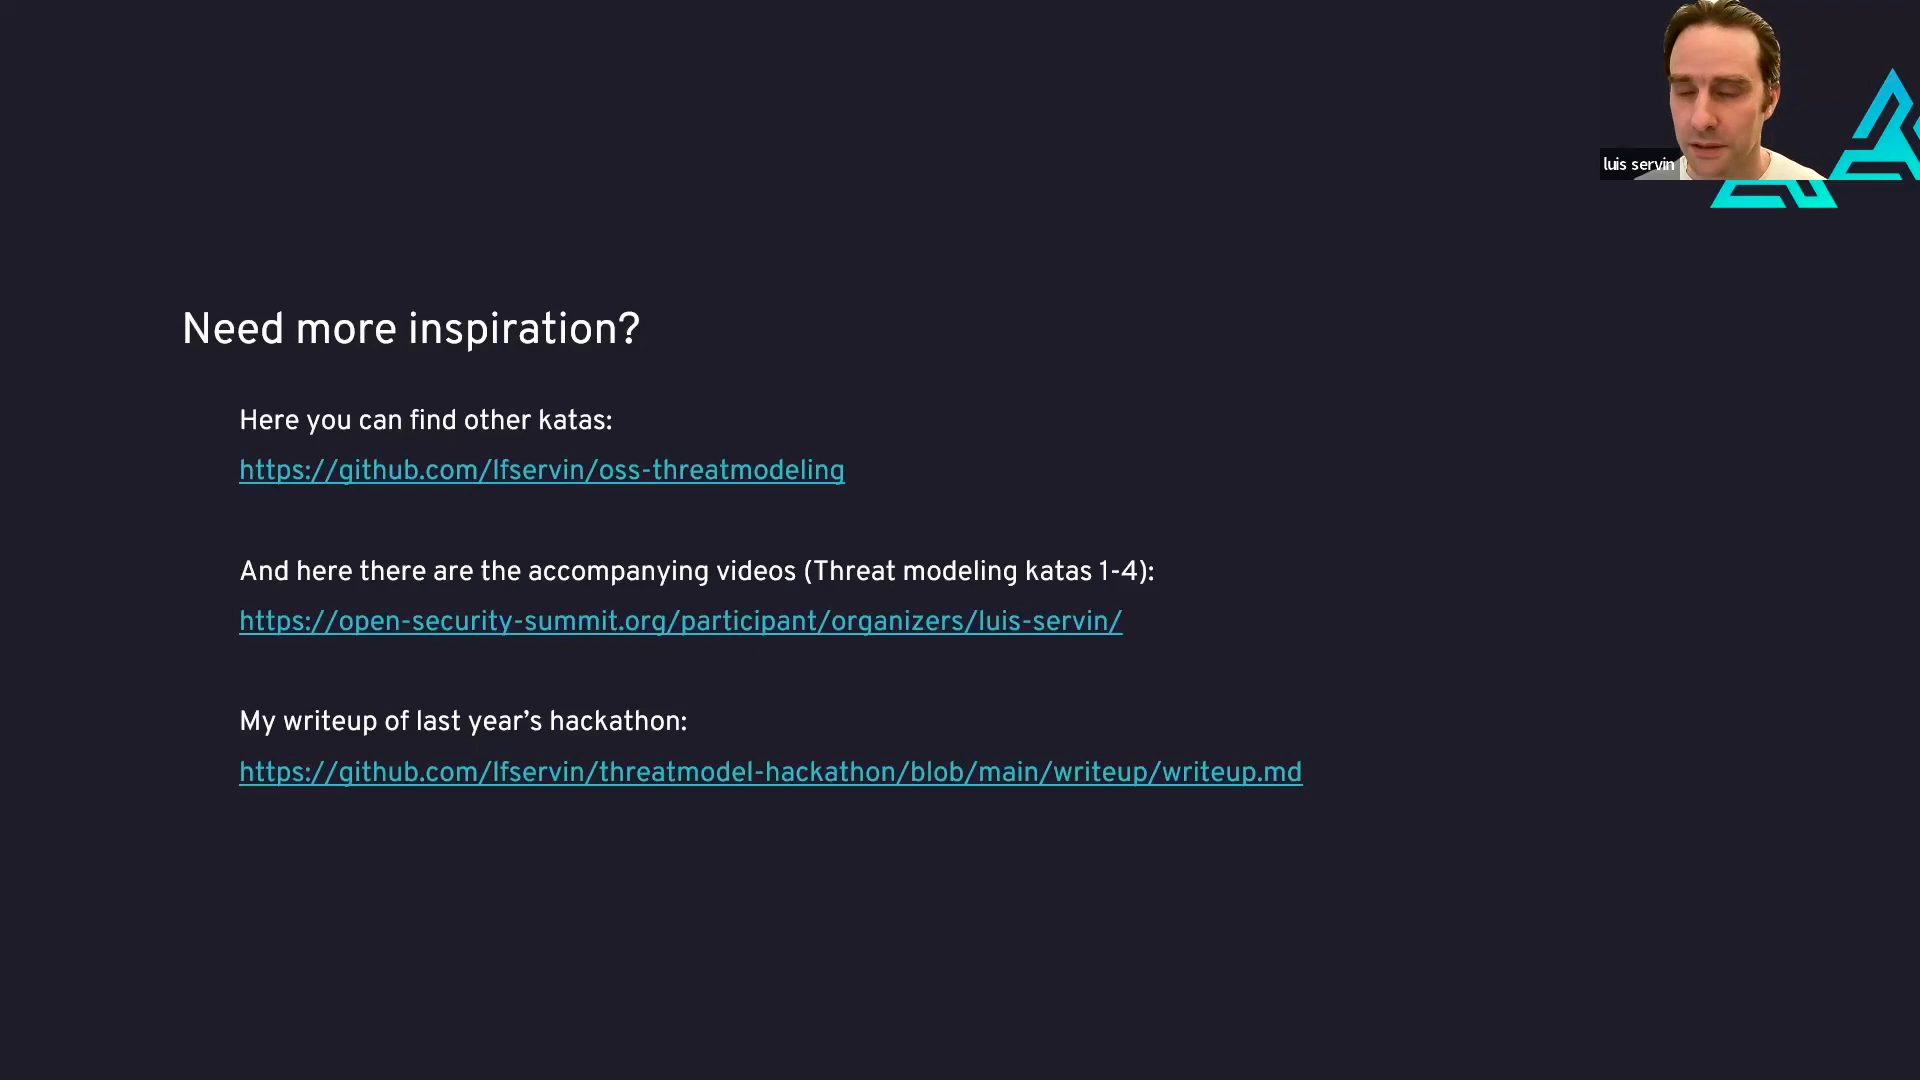 luis servin
Need more inspiration?
Here you can find other katas:
https://github.com/lfservin/oss-threatmodeling
And here there are the accompanying videos (Threat modeling katas 1-4):
https://open-security-summit.org/participant/organizers/luis-servin/
My writeup of last year’s hackathon:
https://github.com/lfservin/threatmodel-hackathon/blob/main/writeup/writeup.md